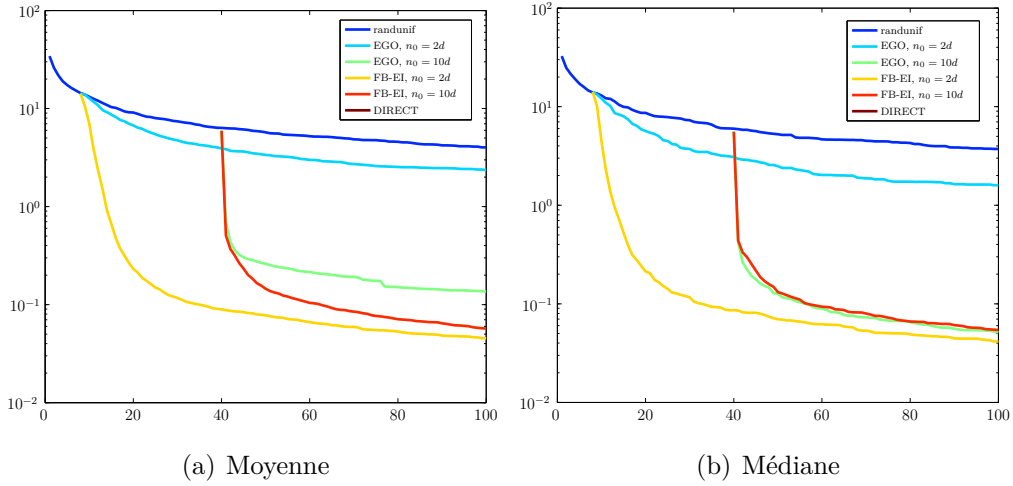 10^2
10^1
10^0
10^{-1}
10^{-2}
0 20 40 60 80 100
randunif
EGO, n_0 = 2d
EGO, n_0 = 10d
FB-EI, n_0 = 2d
FB-EI, n_0 = 10d
DIRECT
(a) Moyenne
10^2
10^1
10^0
10^{-1}
10^{-2}
0 20 40 60 80 100
randunif
EGO, n_0 = 2d
EGO, n_0 = 10d
FB-EI, n_0 = 2d
FB-EI, n_0 = 10d
DIRECT
(b) Médiane